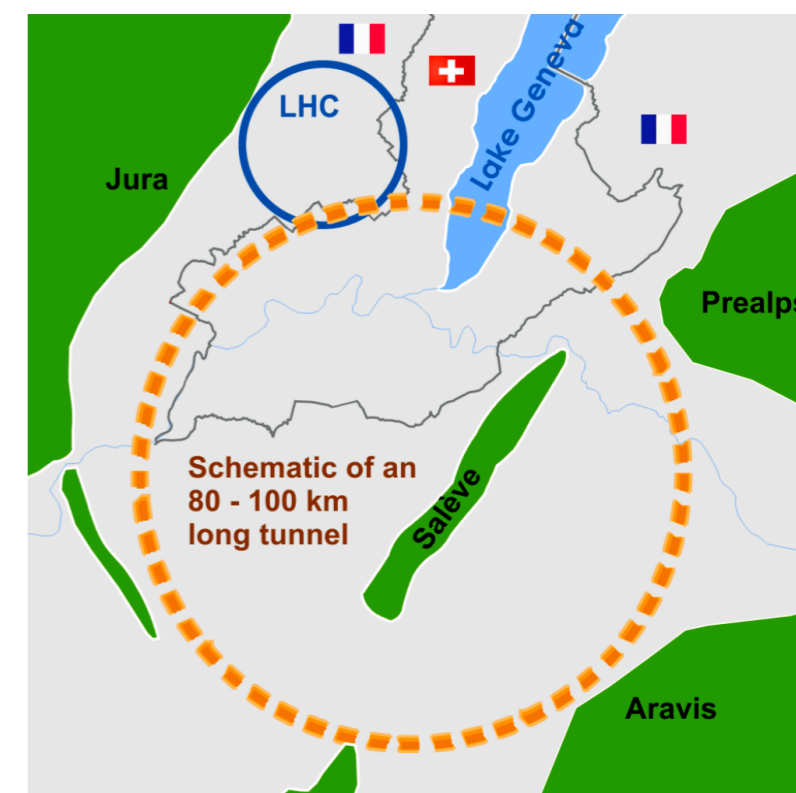 LHC
Lake Geneva
Jura
Prealps
Schematic of an
80 - 100 km
long tunnel
Salève
Aravis